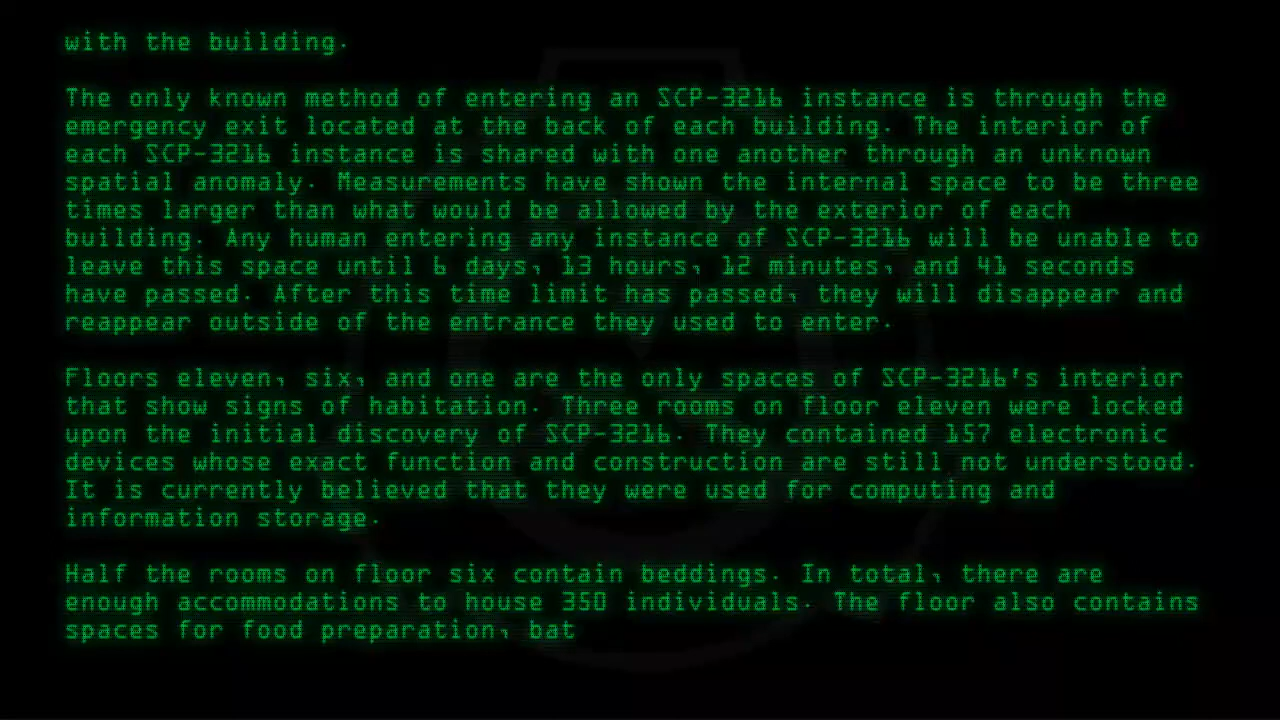 with the building.
The only known method of entering an SCP-3216 instance is through the
emergency exit located at the back of each building. The interior of
each SCP-3216 instance is shared with one another through an unknown
spatial anomaly. Measurements have shown the internal space to be three
times larger than what would be allowed by the exterior of each
building. Any human entering any instance of SCP-3216 will be unable to
leave this space until 6 days, 13 hours, 12 minutes, and 41 seconds
have passed. After this time limit has passed, they will disappear and
reappear outside of the entrance they used to enter.
Floors eleven, six, and one are the only spaces of SCP-3216's interior
that show signs of habitation. Three rooms on floor eleven were locked
upon the initial discovery of SCP-3216. They contained 157 electronic
devices whose exact function and construction are still not understood.
It is currently believed that they were used for computing and
information storage.
Half the rooms on floor six contain beddings. In total, there are
enough accommodations to house 350 individuals. The floor also contains
spaces for food preparation, bat